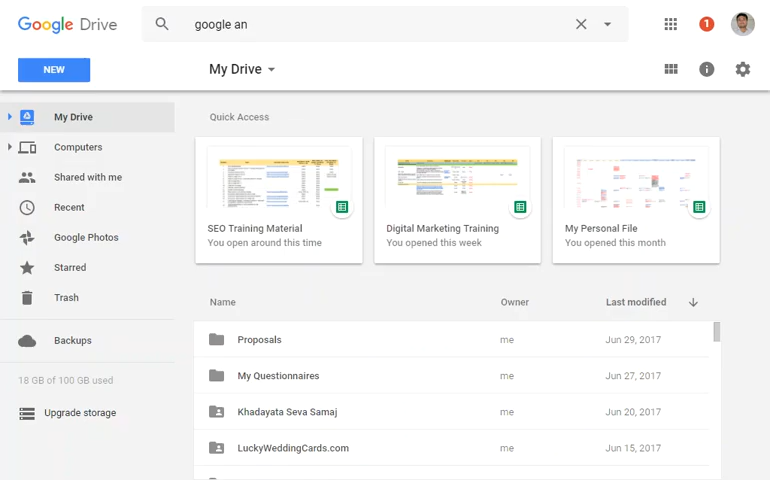 Google Drive
google an
1
NEW
My Drive
My Drive
Computers
Shared with me
Recent
Google Photos
Starred
Trash
Backups
18 GB of 100 GB used
Upgrade storage
Quick Access
SEO Training Material
You open around this time
Digital Marketing Training
You opened this week
My Personal File
You opened this month
Name Owner Last modified
Proposals me Jun 29, 2017
My Questionnaires me Jun 27, 2017
Khadayata Seva Samaj me Jun 20, 2017
LuckyWeddingCards.com me Jun 15, 2017